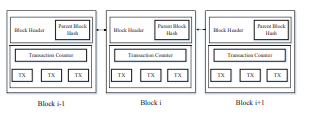 Block Header
Parent Block
Hash
Transaction Counter
TX TX TX
Block i-1
Block Header
Parent Block
Hash
Transaction Counter
TX TX TX
Block i
Block Header
Parent Block
Hash
Transaction Counter
TX TX TX
Block i+1